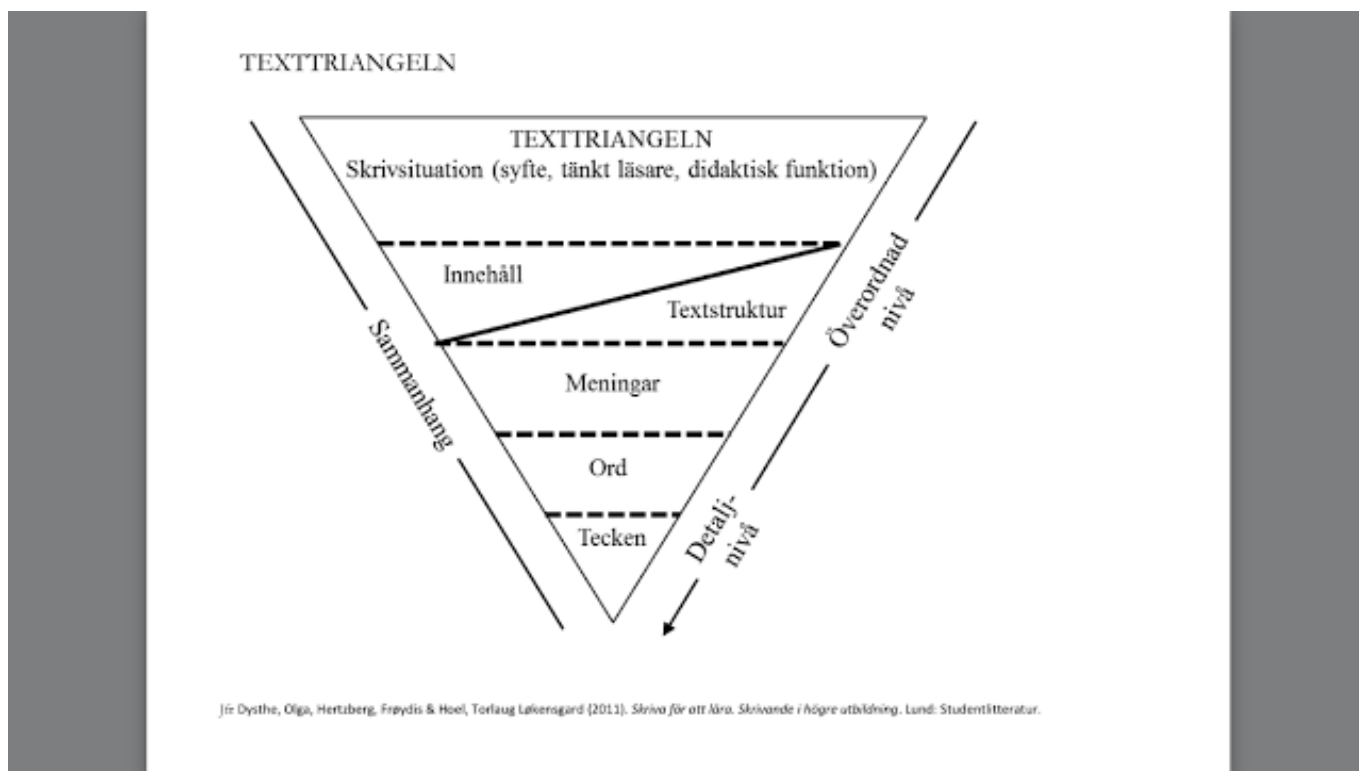 TEXTTRIANGELN
TEXTTRIANGELN
Skrivsituation (syfte, tänkt läsare, didaktisk funktion)
Innehåll
Textstruktur
Meningar
Ord
Tecken
Sammanhang
Överordnad
nivå
Detalj-
nivå
Jfr Dysthe, Olga, Hertzberg, Frøydis & Hoel, Torlaug Løkensgard (2011). Skriva för att lära. Skrivande i högre utbildning. Lund: Studentlitteratur.